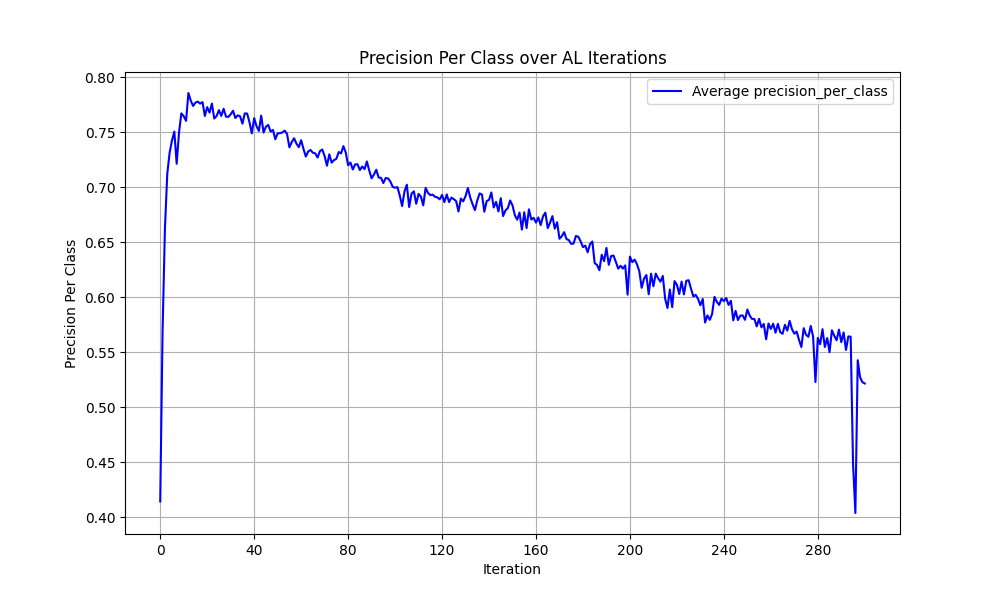 Precision Per Class over AL Iterations
Average precision_per_class
Precision Per Class
0.80
0.75
0.70
0.65
0.60
0.55
0.50
0.45
0.40
0 40 80 120 160 200 240 280
Iteration